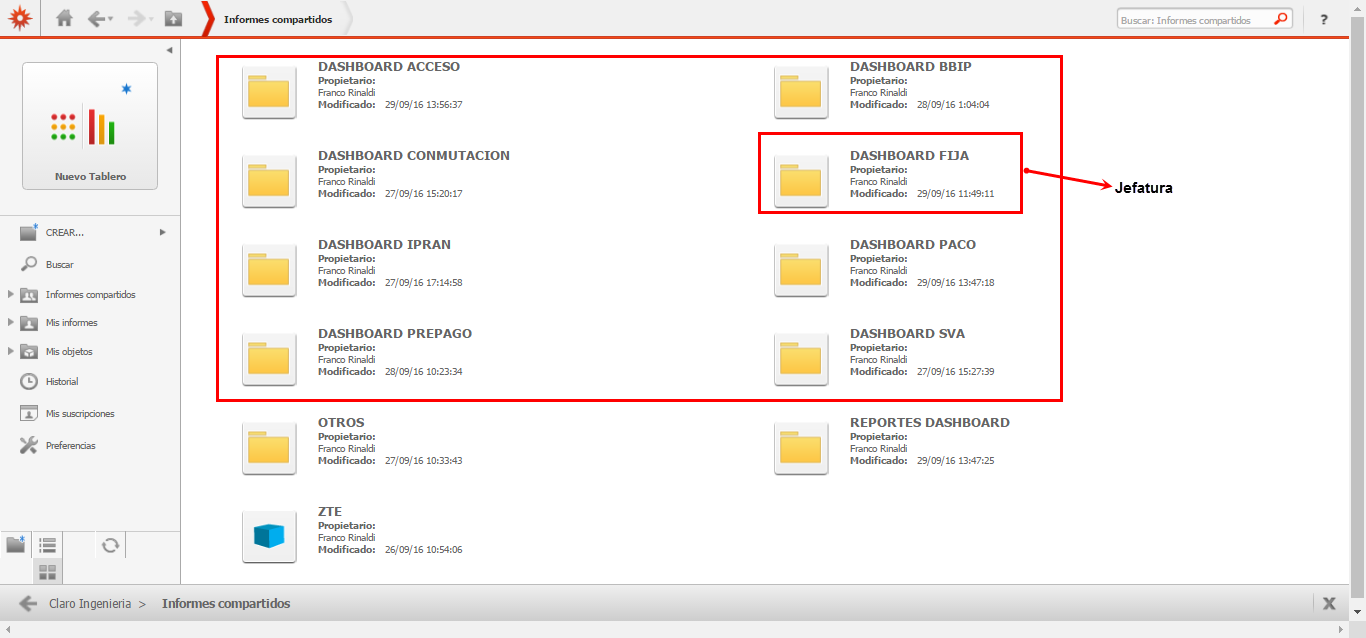 Informes compartidos
Buscar: Informes compartidos
?
Nuevo Tablero
CREAR...
Buscar
Informes compartidos
Mis informes
Mis objetos
Historial
Mis suscripciones
Preferencias
DASHBOARD ACCESO
Propietario:
Franco Rinaldi
Modificado: 29/09/16 13:56:37
DASHBOARD BBIP
Propietario:
Franco Rinaldi
Modificado: 28/09/16 1:04:04
DASHBOARD CONMUTACION
Propietario:
Franco Rinaldi
Modificado: 27/09/16 15:20:17
DASHBOARD FIJA
Propietario:
Franco Rinaldi
Modificado: 29/09/16 11:49:11
Jefatura
DASHBOARD IPRAN
Propietario:
Franco Rinaldi
Modificado: 27/09/16 17:14:58
DASHBOARD PACO
Propietario:
Franco Rinaldi
Modificado: 29/09/16 13:47:18
DASHBOARD PREPAGO
Propietario:
Franco Rinaldi
Modificado: 28/09/16 10:23:34
DASHBOARD SVA
Propietario:
Franco Rinaldi
Modificado: 27/09/16 15:27:39
OTROS
Propietario:
Franco Rinaldi
Modificado: 27/09/16 10:33:43
REPORTES DASHBOARD
Propietario:
Franco Rinaldi
Modificado: 29/09/16 13:47:25
ZTE
Propietario:
Franco Rinaldi
Modificado: 26/09/16 10:54:06
Claro Ingenieria > Informes compartidos